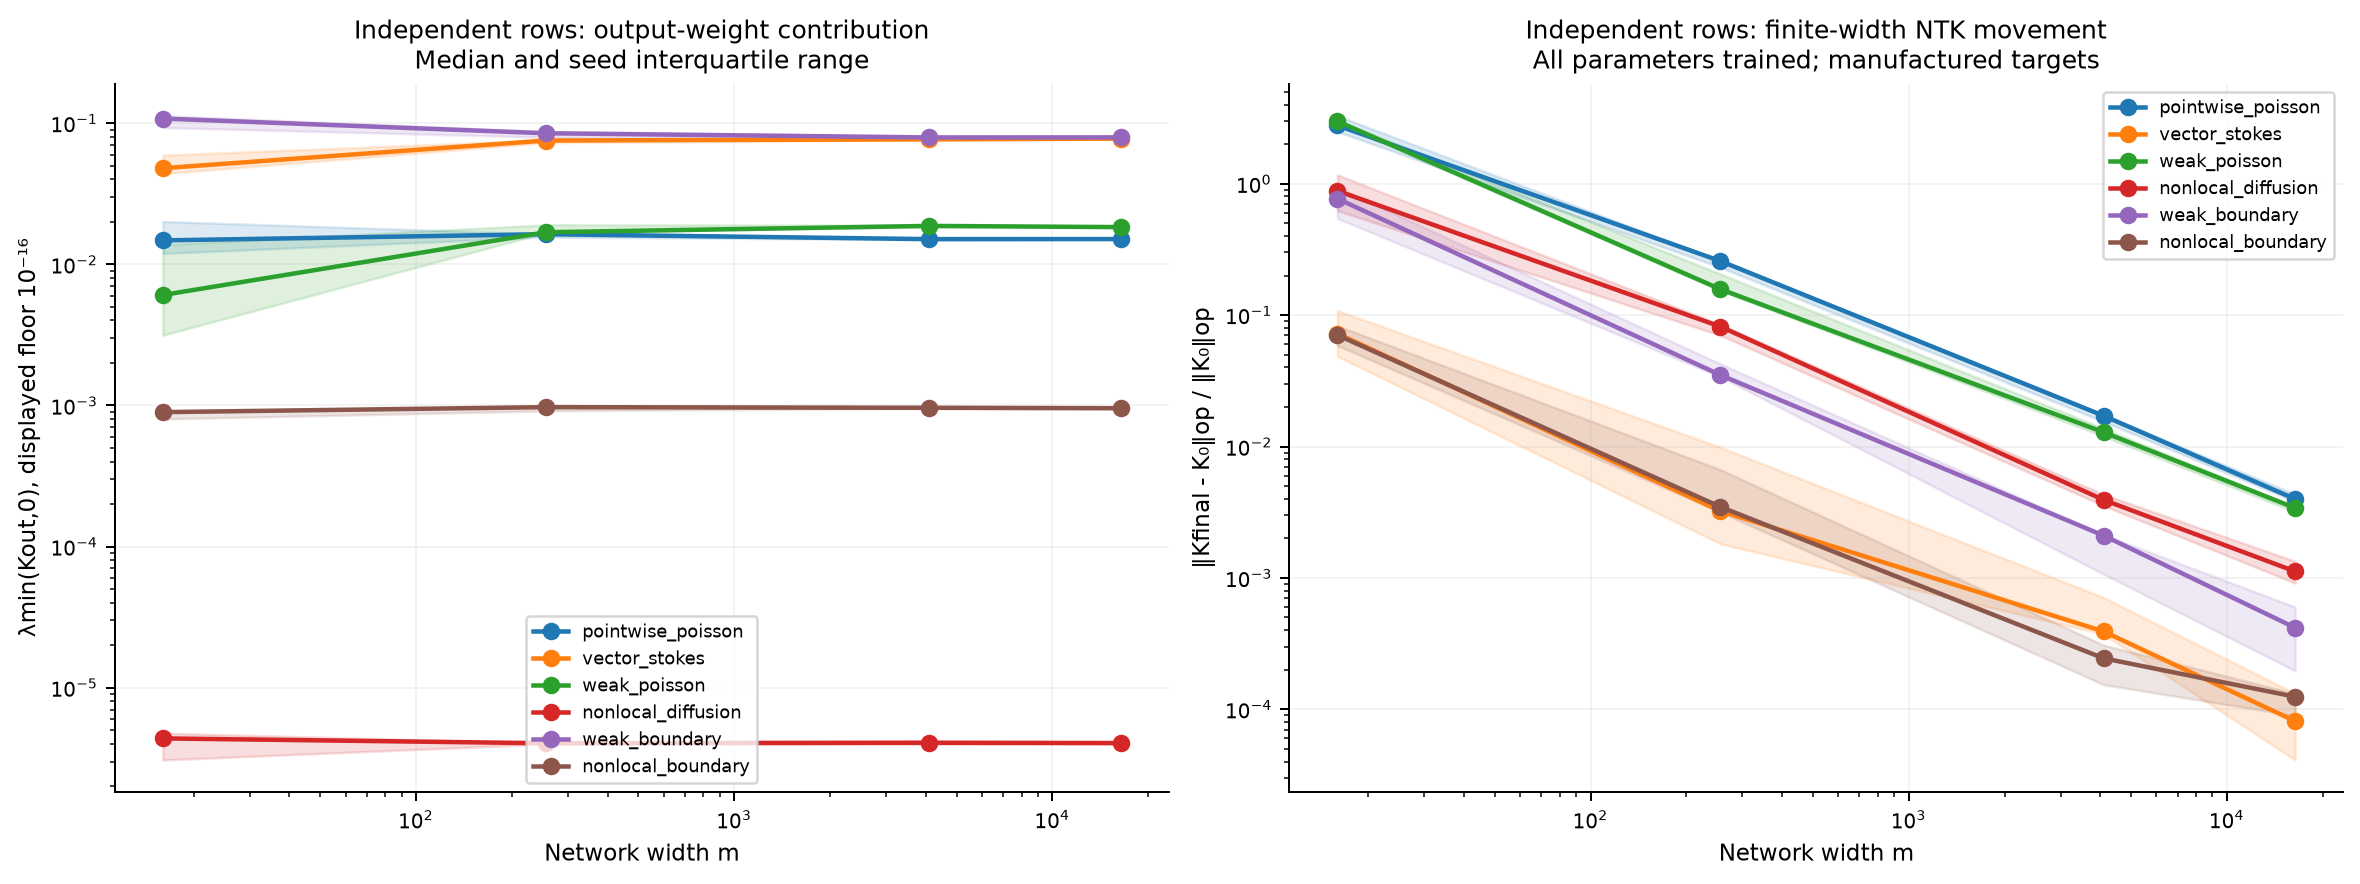 Independent rows: output-weight contribution
Median and seed interquartile range
λmin(Kout,0), displayed floor 10⁻¹⁶
10⁻¹
10⁻²
10⁻³
10⁻⁴
10⁻⁵
pointwise_poisson
vector_stokes
weak_poisson
nonlocal_diffusion
weak_boundary
nonlocal_boundary
10²
10³
10⁴
Network width m
Independent rows: finite-width NTK movement
All parameters trained; manufactured targets
‖Kfinal - K₀‖op / ‖K₀‖op
10⁰
10⁻¹
10⁻²
10⁻³
10⁻⁴
pointwise_poisson
vector_stokes
weak_poisson
nonlocal_diffusion
weak_boundary
nonlocal_boundary
10²
10³
10⁴
Network width m